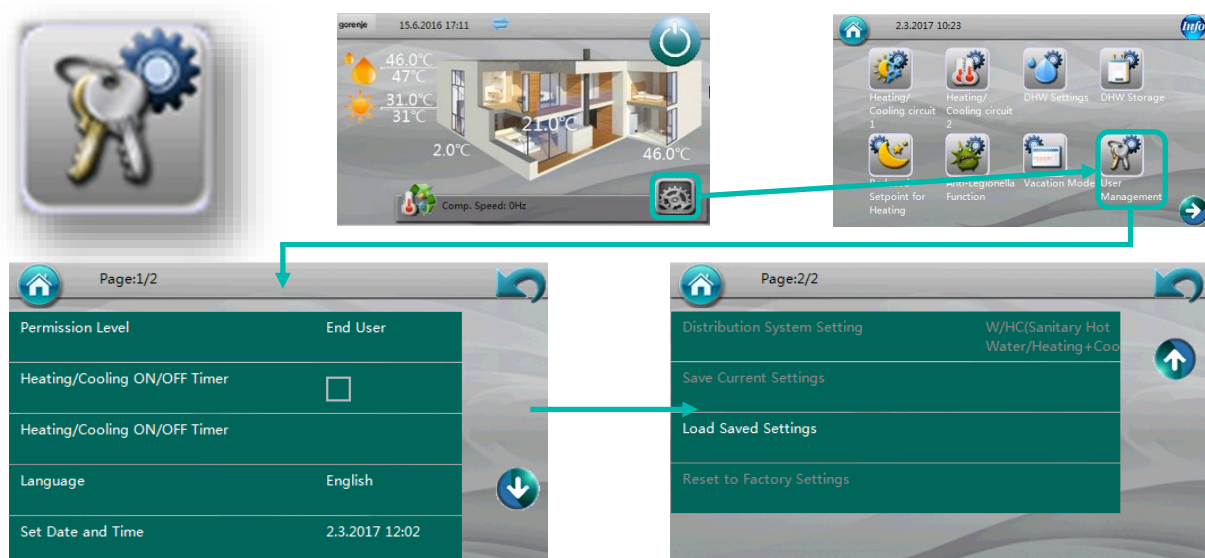 gorenje 15.6.2016 17:11
46.0℃
47℃
31.0℃
31℃
21.0℃
2.0℃
46.0℃
Comp. Speed: 0Hz
2.3.2017 10:23
Info
Heating/
Cooling circuit
1
Heating/
Cooling circuit
2
DHW Settings
DHW Storage
Setpoint for
Heating
Anti-Legionella
Function
Vacation Mode
User
Management
Page:1/2
Permission Level End User
Heating/Cooling ON/OFF Timer
Heating/Cooling ON/OFF Timer
Language English
Set Date and Time 2.3.2017 12:02
Page:2/2
Distribution System Setting W/HC(Sanitary Hot
Water/Heating+Coo
Save Current Settings
Load Saved Settings
Reset to Factory Settings